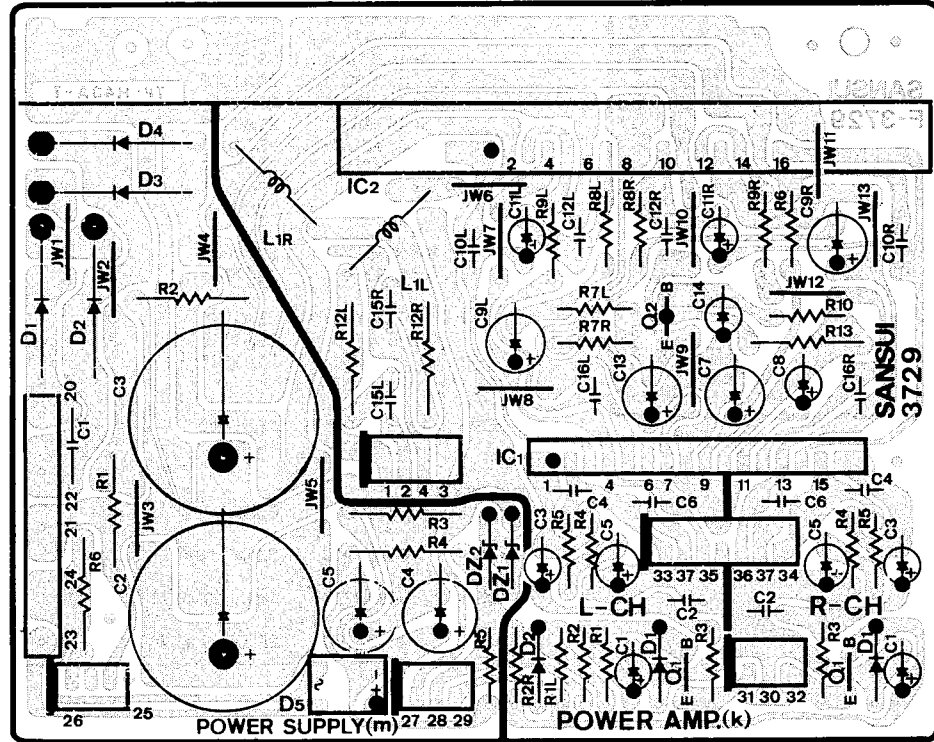 TP H40A-T
SANSUI
F-3729
D4
D3
IC2
2 4 6 8 10 12 14 16
JW11
JW6
JW1
JW2
JW4
L1R
L1L
C10L
JW7
C11L
R9L
C12L
R8L
R8R
C12R
JW10
C11R
R9R
R6
C9R
JW13
C10R
R2
D1
D2
R12L
C15R
R12R
C9L
R7L
R7R
Q2
B
E
C14
JW12
R10
R13
C3
C15L
JW8
C16L
C13
JW9
C7
C8
C16R
SANSUI
3729
20
C1
22
21
24
23
R1
R6
JW3
C2
JW5
1 2 4 3
IC1
1 4 6 7 9 11 13 15
C4
C6
C6
C4
R3
R4
DZ2
DZ1
C3
R5
R4
C5
33 37 35 36 37 34
C5
R4
R5
C3
L-CH
C2
C2
R-CH
C5
C4
R5
R2R
D2
R1L
R2
R1
C1
D1
Q1
B
E
R3
31 30 32
R3
Q1
B
E
D1
C1
26 25
D5
27 28 29
POWER SUPPLY(m)
POWER AMP.(k)